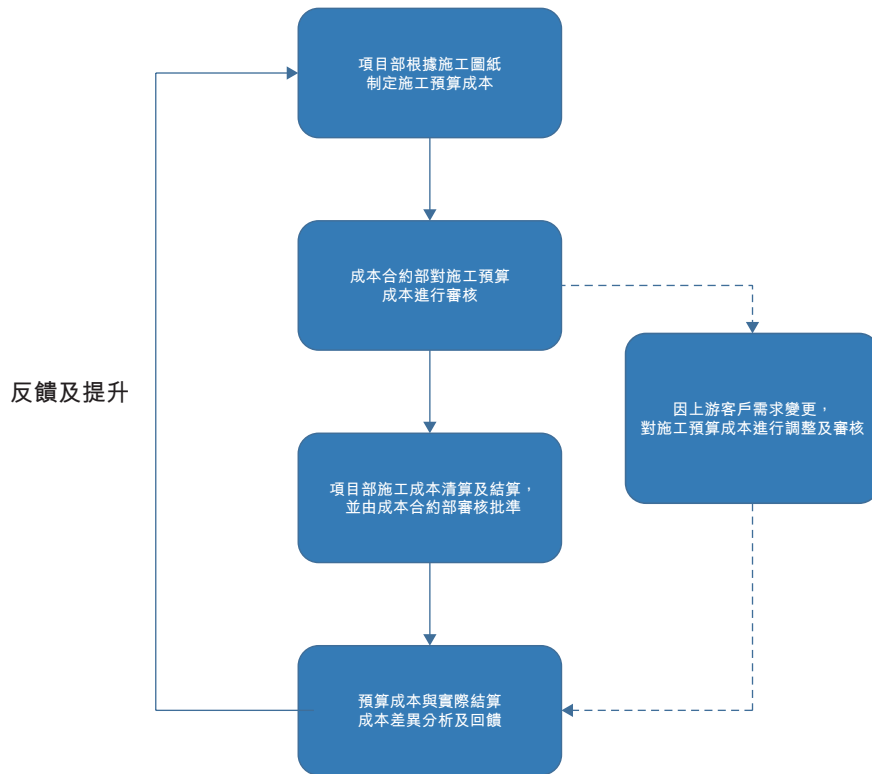 項目部根據施工圖紙
制定施工預算成本
成本合約部對施工預算
成本進行審核
反饋及提升
因上游客戶需求變更，
對施工預算成本進行調整及審核
項目部施工成本清算及結算，
並由成本合約部審核批準
預算成本與實際結算
成本差異分析及回饋